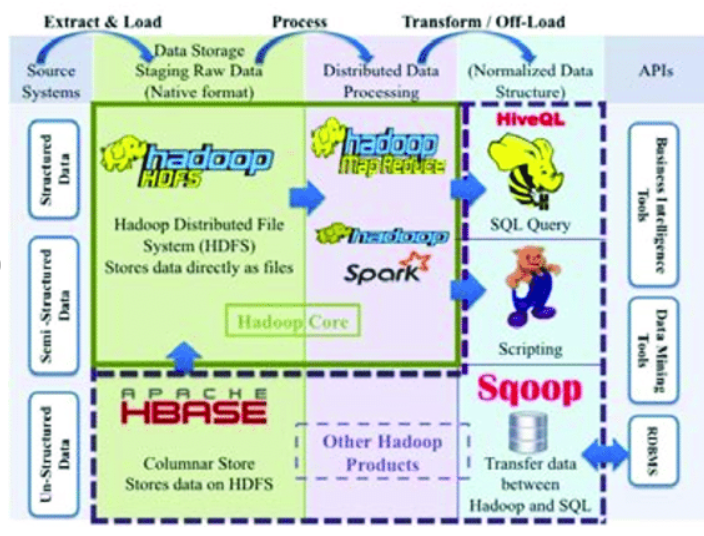 Extract & Load
Process
Transform / Off-Load
Source
Systems
Data Storage
Staging Raw Data
(Native format)
Distributed Data
Processing
(Normalized Data
Structure)
APIs
Structured
Data
Semi -Structured
Data
Un-Structured
Data
hadoop
HDFS
Hadoop Distributed File
System (HDFS)
Stores data directly as files
hadoop
Map Reduce
hadoop
Spark
Hadoop Core
HiveQL
SQL Query
Scripting
APACHE
HBASE
Columnar Store
Stores data on HDFS
Other Hadoop
Products
Sqoop
Transfer data
between
Hadoop and SQL
Business Intelligence
Tools
Data Mining
Tools
RDBMS